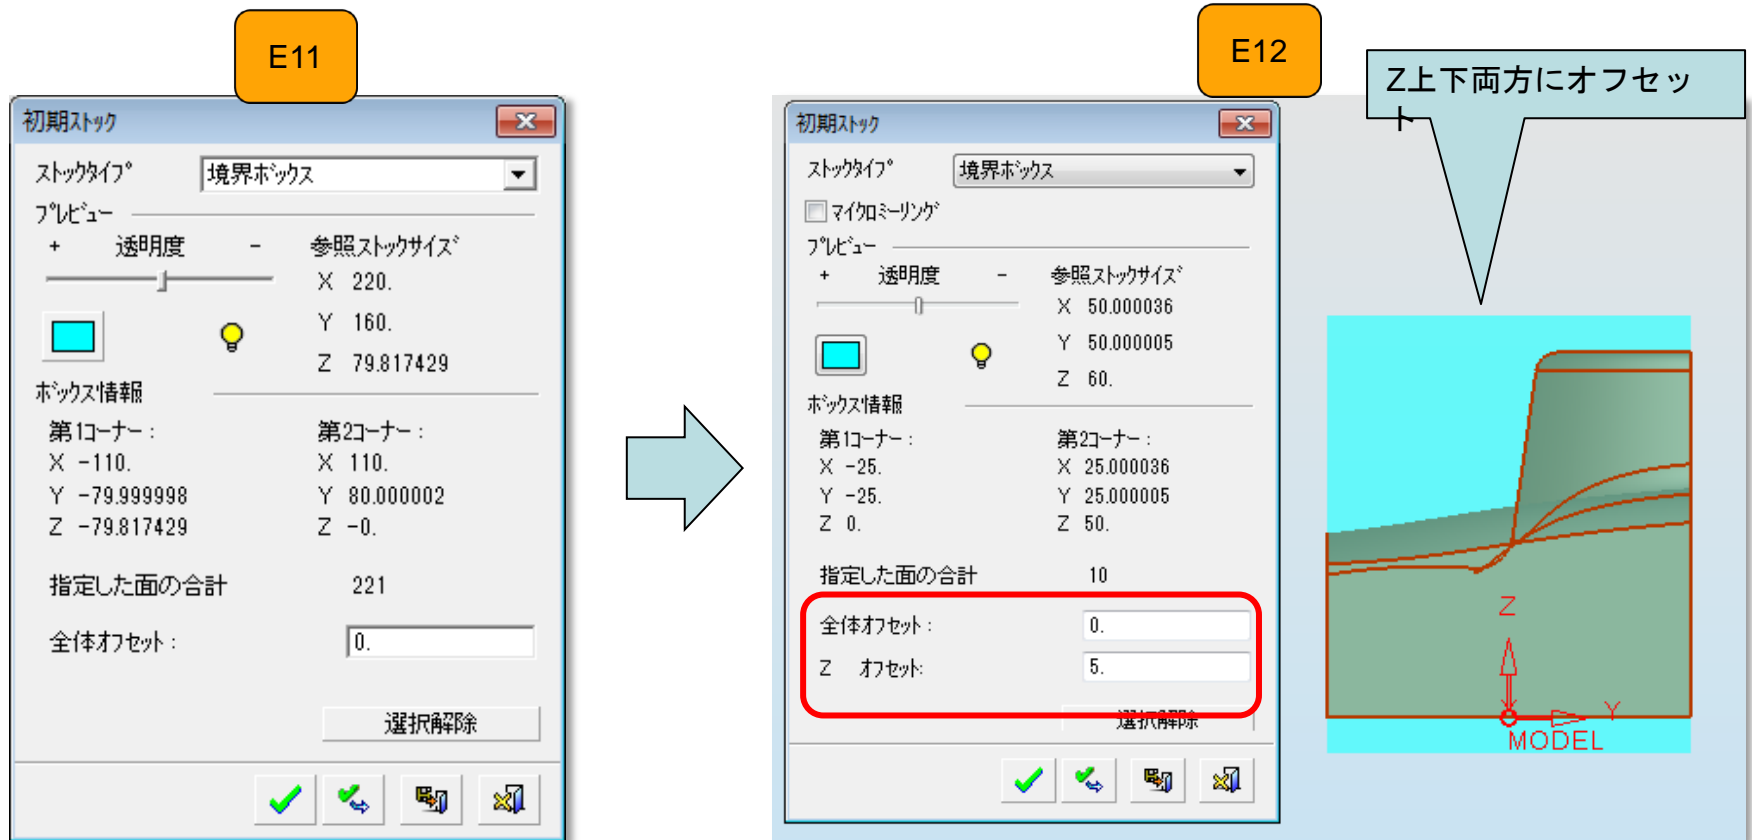 E11
初期ストック
ストックタイプ 境界ボックス
プレビュー
+ 透明度 - 参照ストックサイズ
X 220.
Y 160.
Z 79.817429
ボックス情報
第1コーナー： 第2コーナー：
X -110. X 110.
Y -79.999998 Y 80.000002
Z -79.817429 Z -0.
指定した面の合計 221
全体オフセット： 0.
選択解除
E12
初期ストック
ストックタイプ 境界ボックス
マイクロミーリング
プレビュー
+ 透明度 - 参照ストックサイズ
X 50.000036
Y 50.000005
Z 60.
ボックス情報
第1コーナー： 第2コーナー：
X -25. X 25.000036
Y -25. Y 25.000005
Z 0. Z 50.
指定した面の合計 10
全体オフセット： 0.
Z オフセット: 5.
選択解除
Z上下両方にオフセッ
ト
Z
Y
MODEL